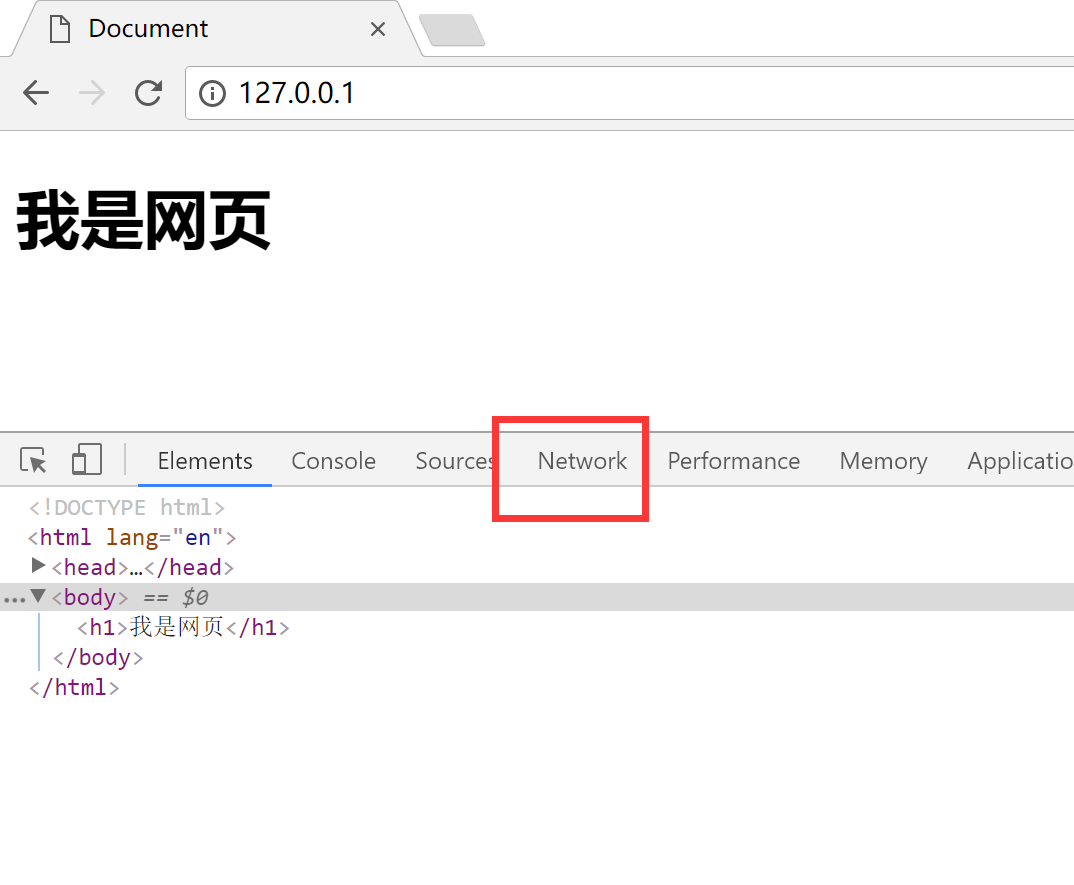 Document
127.0.0.1
我是网页
Elements Console Sources Network Performance Memory Applicatio
<!DOCTYPE html>
<html lang="en">
<head>…</head>
<body> == $0
<h1>我是网页</h1>
</body>
</html>